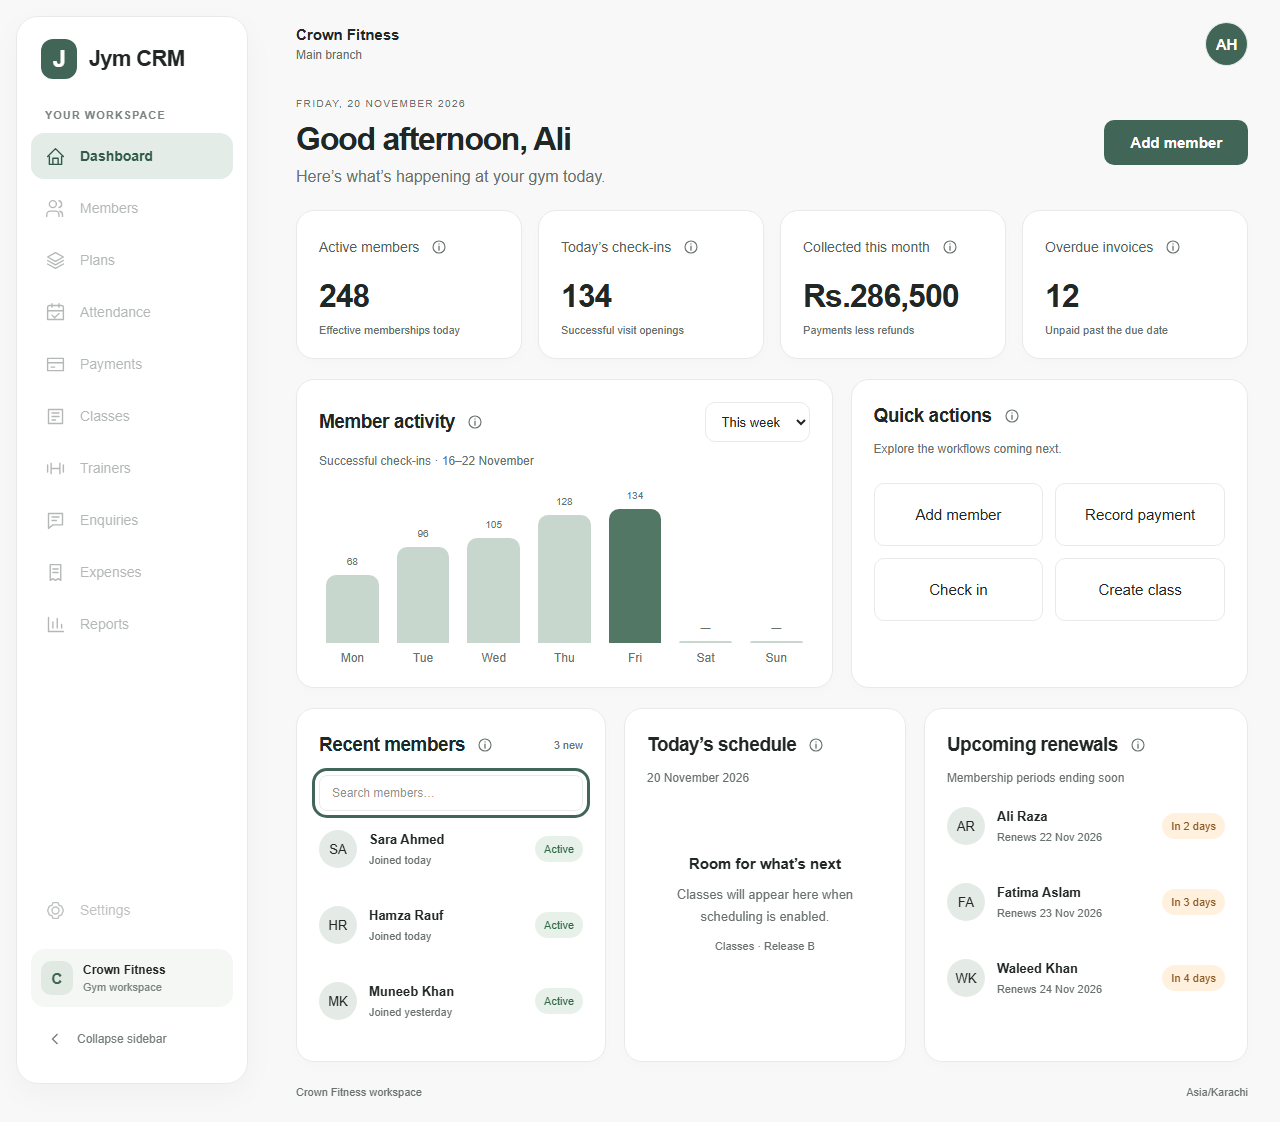 J Jym CRM
YOUR WORKSPACE
Dashboard
Members
Plans
Attendance
Payments
Classes
Trainers
Enquiries
Expenses
Reports
Settings
C
Crown Fitness
Gym workspace
Collapse sidebar
Crown Fitness
Main branch
AH
FRIDAY, 20 NOVEMBER 2026
Good afternoon, Ali
Here’s what’s happening at your gym today.
Add member
Active members
248
Effective memberships today
Today’s check-ins
134
Successful visit openings
Collected this month
Rs.286,500
Payments less refunds
Overdue invoices
12
Unpaid past the due date
Member activity
This week
Successful check-ins · 16–22 November
68 96 105 128 134 — —
Mon Tue Wed Thu Fri Sat Sun
Quick actions
Explore the workflows coming next.
Add member
Record payment
Check in
Create class
Recent members
3 new
Search members…
SA
Sara Ahmed
Joined today
Active
HR
Hamza Rauf
Joined today
Active
MK
Muneeb Khan
Joined yesterday
Active
Today’s schedule
20 November 2026
Room for what’s next
Classes will appear here when
scheduling is enabled.
Classes · Release B
Upcoming renewals
Membership periods ending soon
AR
Ali Raza
Renews 22 Nov 2026
In 2 days
FA
Fatima Aslam
Renews 23 Nov 2026
In 3 days
WK
Waleed Khan
Renews 24 Nov 2026
In 4 days
Crown Fitness workspace
Asia/Karachi